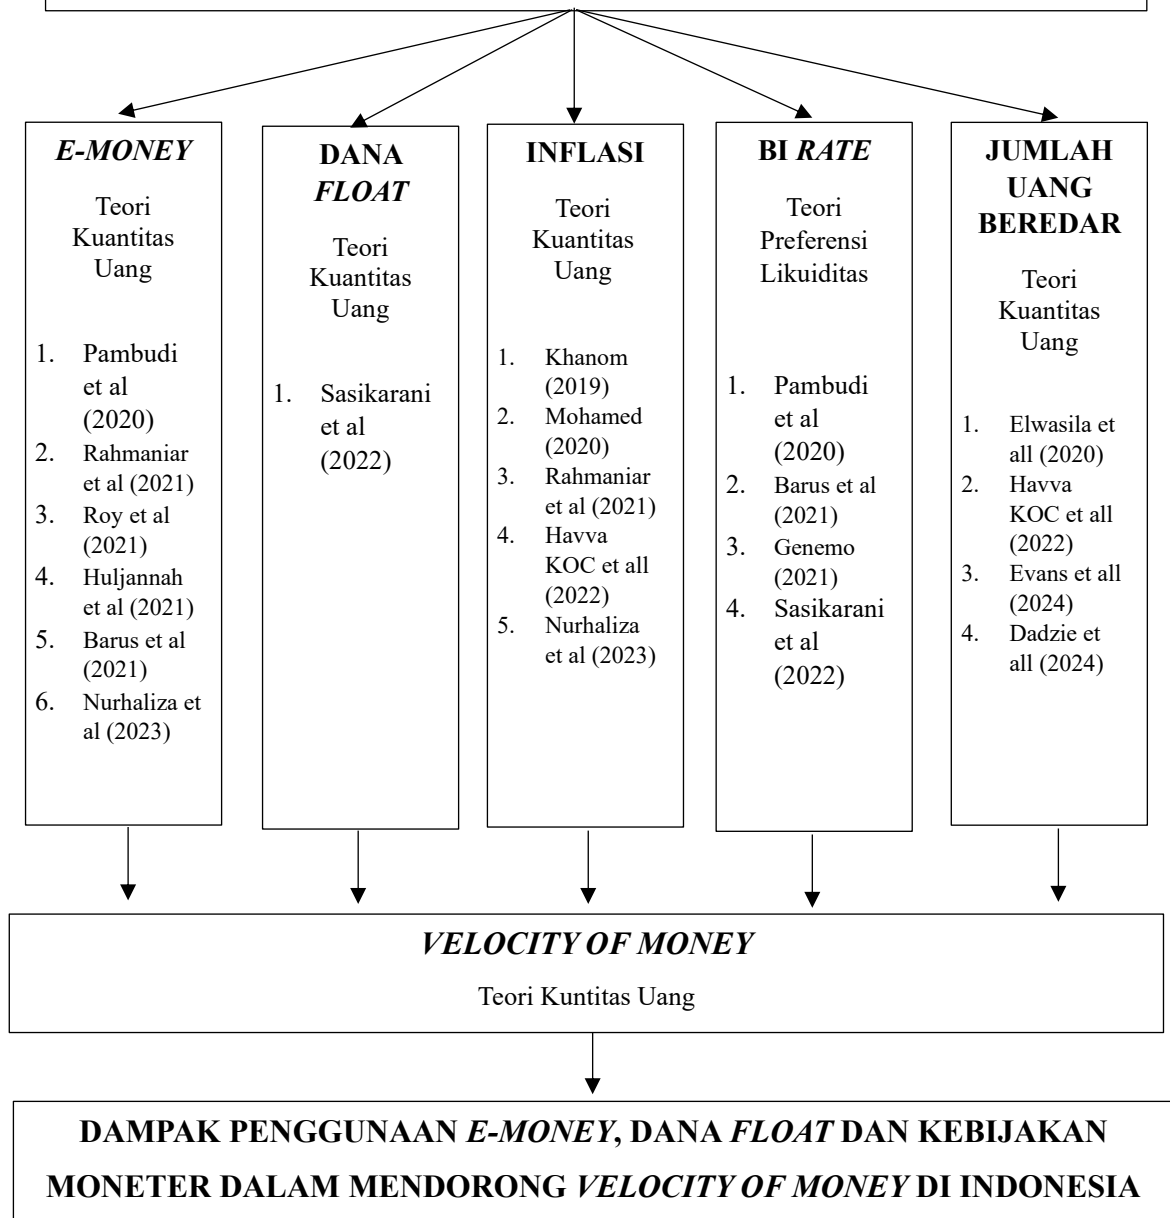 E-MONEY
Teori
Kuantitas
Uang
1. Pambudi
et al
(2020)
2. Rahmaniar
et al (2021)
3. Roy et al
(2021)
4. Huljannah
et al (2021)
5. Barus et al
(2021)
6. Nurhaliza et
al (2023)
DANA
FLOAT
Teori
Kuantitas
Uang
1. Sasikarani
et al
(2022)
INFLASI
Teori
Kuantitas
Uang
1. Khanom
(2019)
2. Mohamed
(2020)
3. Rahmaniar
et al (2021)
4. Havva
KOC et all
(2022)
5. Nurhaliza
et al (2023)
BI RATE
Teori
Preferensi
Likuiditas
1. Pambudi
et al
(2020)
2. Barus et al
(2021)
3. Genemo
(2021)
4. Sasikarani
et al
(2022)
JUMLAH
UANG
BEREDAR
Teori
Kuantitas
Uang
1. Elwasila et
all (2020)
2. Havva
KOC et all
(2022)
3. Evans et all
(2024)
4. Dadzie et
all (2024)
VELOCITY OF MONEY
Teori Kuntitas Uang
DAMPAK PENGGUNAAN E-MONEY, DANA FLOAT DAN KEBIJAKAN
MONETER DALAM MENDORONG VELOCITY OF MONEY DI INDONESIA